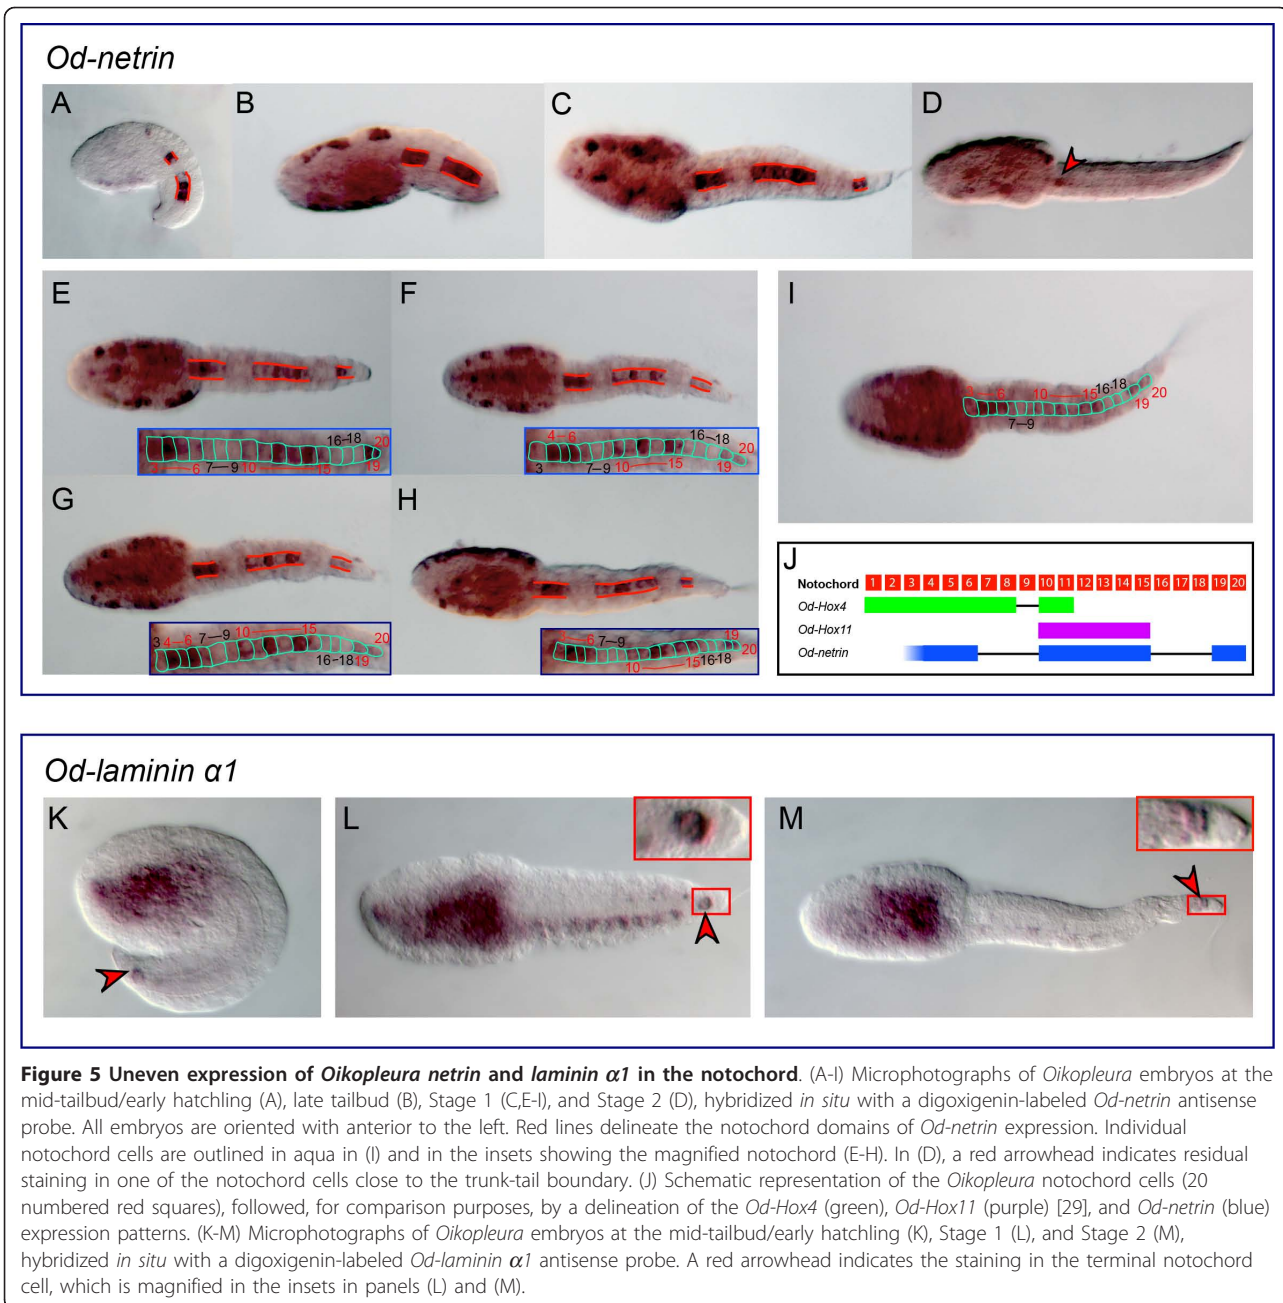 Od-netrin
A
B
C
D
E
F
I
10
15
16-18
3
6
20
19
7-9
16-18
20
3
6
7-9
10
15
19
4-6
16-18
20
3
7-9
10
15
19
G
H
J
Notochord 1 2 3 4 5 6 7 8 9 10 11 12 13 14 15 16 17 18 19 20
Od-Hox4
Od-Hox11
Od-netrin
3 4-6 7-9 10 15
20
16-18 19
3-6 7-9
19
20
10 15 16-18
Od-laminin α1
K
L
M
Figure 5 Uneven expression of Oikopleura netrin and laminin α1 in the notochord. (A-I) Microphotographs of Oikopleura embryos at the
mid-tailbud/early hatchling (A), late tailbud (B), Stage 1 (C,E-I), and Stage 2 (D), hybridized in situ with a digoxigenin-labeled Od-netrin antisense
probe. All embryos are oriented with anterior to the left. Red lines delineate the notochord domains of Od-netrin expression. Individual
notochord cells are outlined in aqua in (I) and in the insets showing the magnified notochord (E-H). In (D), a red arrowhead indicates residual
staining in one of the notochord cells close to the trunk-tail boundary. (J) Schematic representation of the Oikopleura notochord cells (20
numbered red squares), followed, for comparison purposes, by a delineation of the Od-Hox4 (green), Od-Hox11 (purple) [29], and Od-netrin (blue)
expression patterns. (K-M) Microphotographs of Oikopleura embryos at the mid-tailbud/early hatchling (K), Stage 1 (L), and Stage 2 (M),
hybridized in situ with a digoxigenin-labeled Od-laminin α1 antisense probe. A red arrowhead indicates the staining in the terminal notochord
cell, which is magnified in the insets in panels (L) and (M).